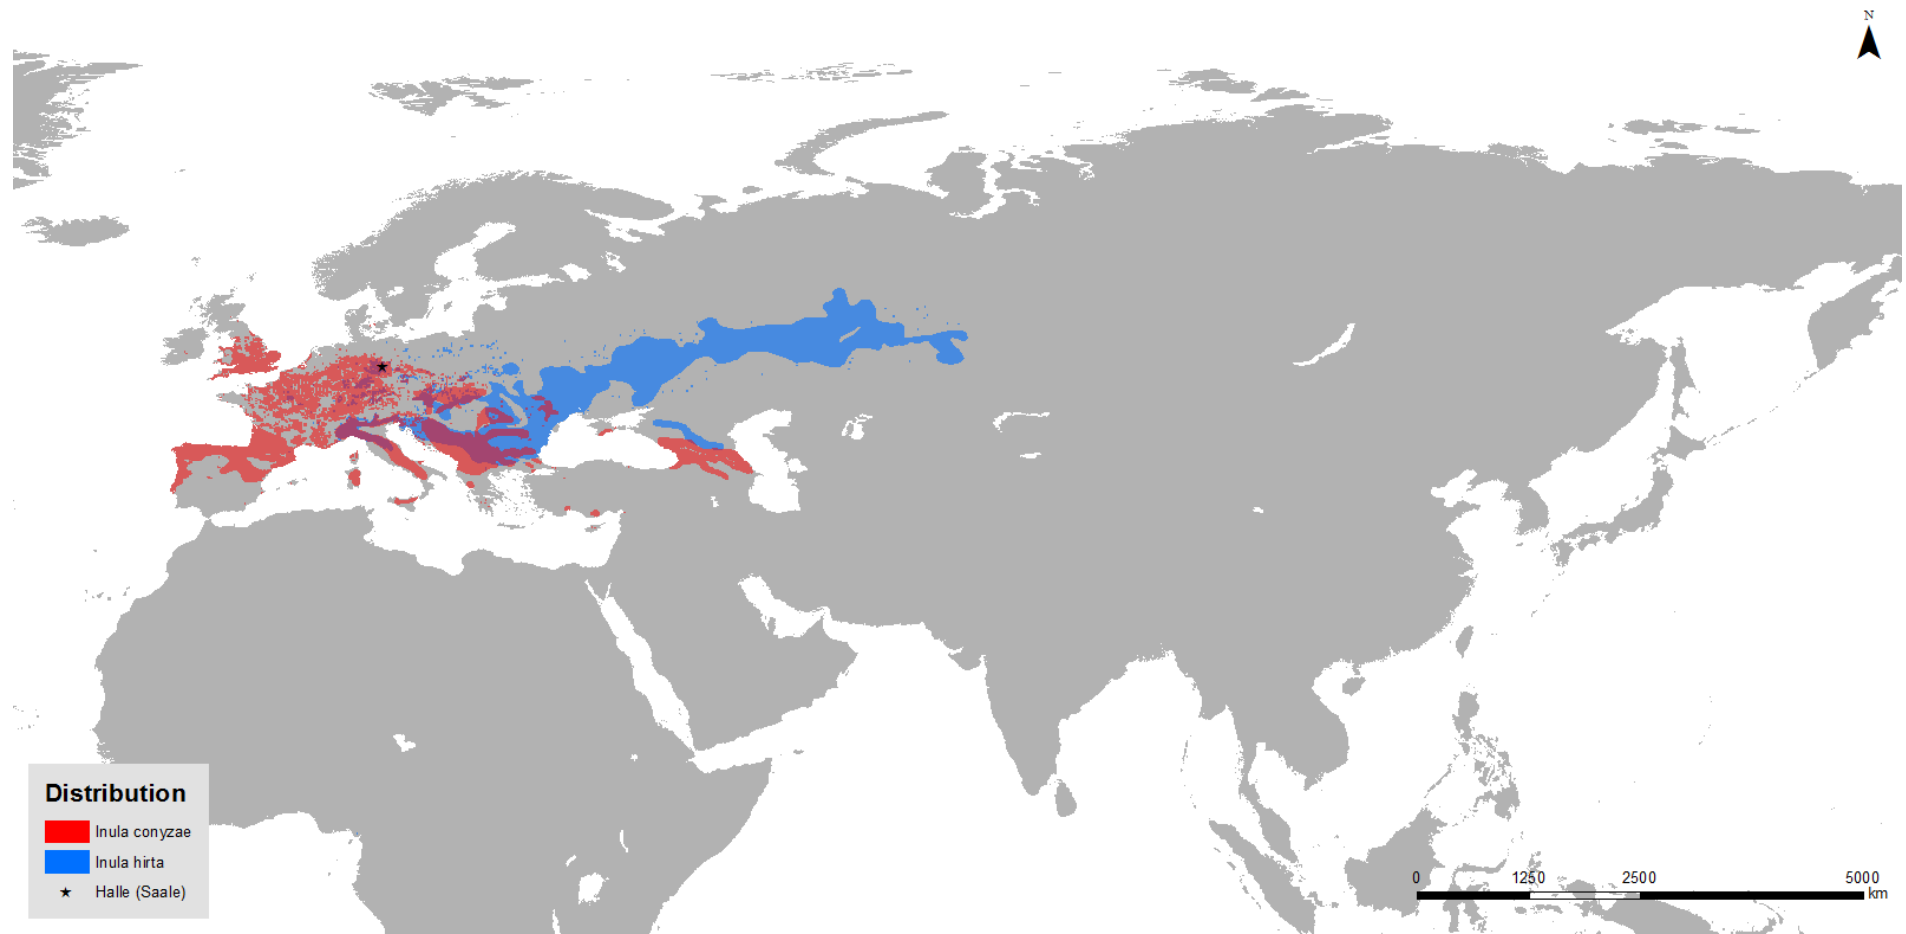 N
Distribution
Inula conyzae
Inula hirta
Halle (Saale)
0 1250 2500 5000
km